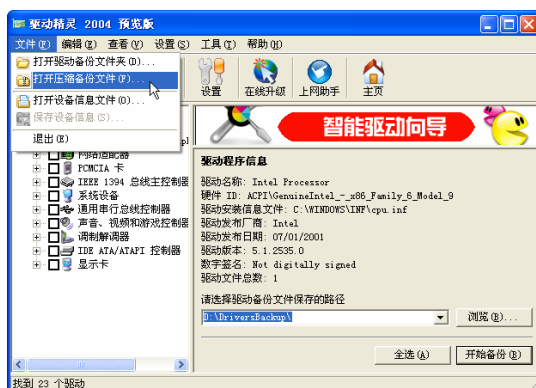 驱动精灵 2004 预览版
文件(F) 编辑(E) 查看(V) 设置(S) 工具(T) 帮助(H)
打开驱动备份文件夹(D)...
打开压缩备份文件(F)...
打开设备信息文件(O)...
保存设备信息(S)...
退出(E)
设置 在线升级 上网助手 主页
智能驱动向导
网络适配器
PCMCIA 卡
IEEE 1394 总线主控制器
系统设备
通用串行总线控制器
声音、视频和游戏控制器
调制解调器
IDE ATA/ATAPI 控制器
显示卡
驱动程序信息
驱动名称: Intel Processor
硬件 ID: ACPI\GenuineIntel_-_x86_Family_6_Model_9
驱动安装信息文件: C:\WINDOWS\INF\cpu.inf
驱动发布厂商: Intel
驱动发布日期: 07/01/2001
驱动版本: 5.1.2535.0
数字签名: Not digitally signed
驱动文件总数: 1
请选择驱动备份文件保存的路径
D:\DriversBackup\
浏览(B)...
全选(A) 开始备份(B)
找到 23 个驱动